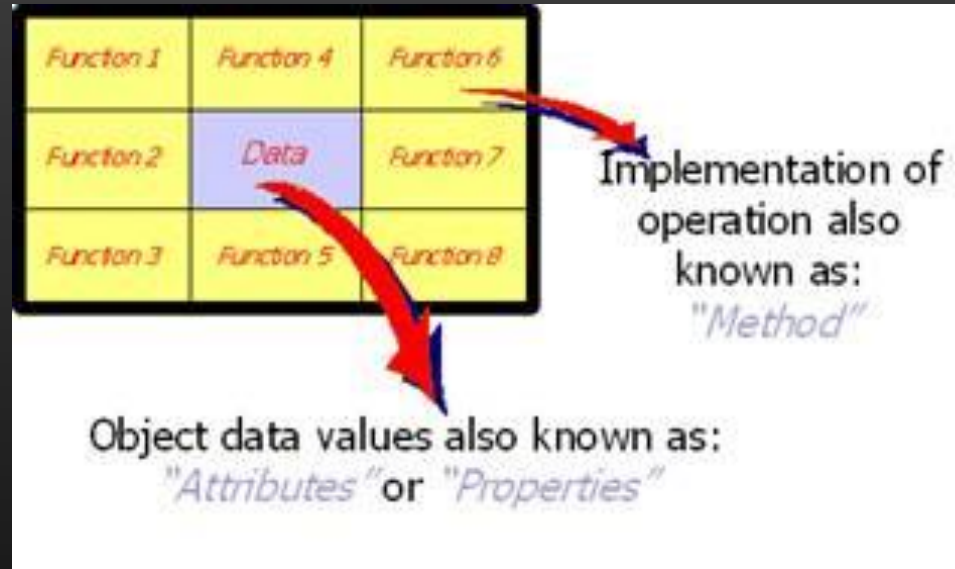 Function 1 Function 4 Function 6
Function 2 Data Function 7
Function 3 Function 5 Function 8
Implementation of
operation also
known as:
"Method"
Object data values also known as:
"Attributes" or "Properties"